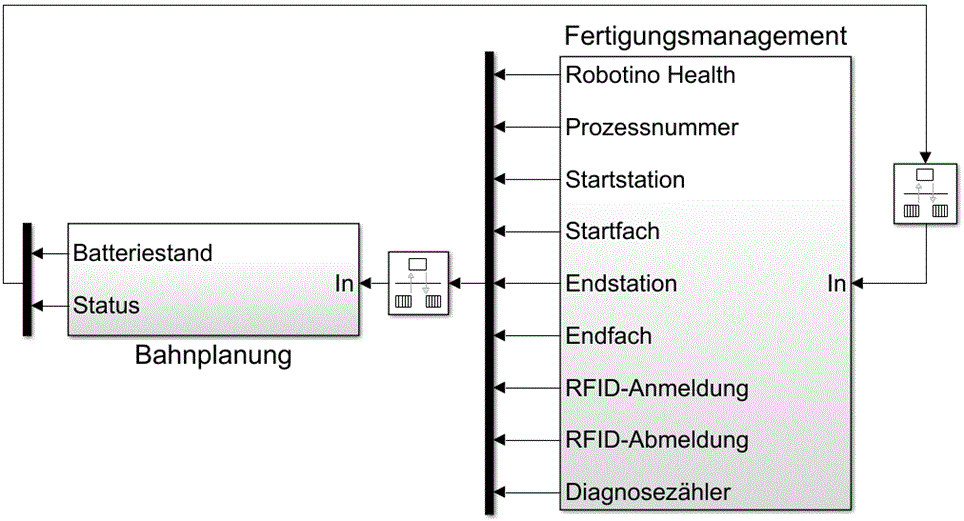 Fertigungsmanagement
Robotino Health
Prozessnummer
Startstation
Startfach
Endstation
In
Endfach
RFID-Anmeldung
RFID-Abmeldung
Diagnosezähler
Batteriestand
In
Status
Bahnplanung